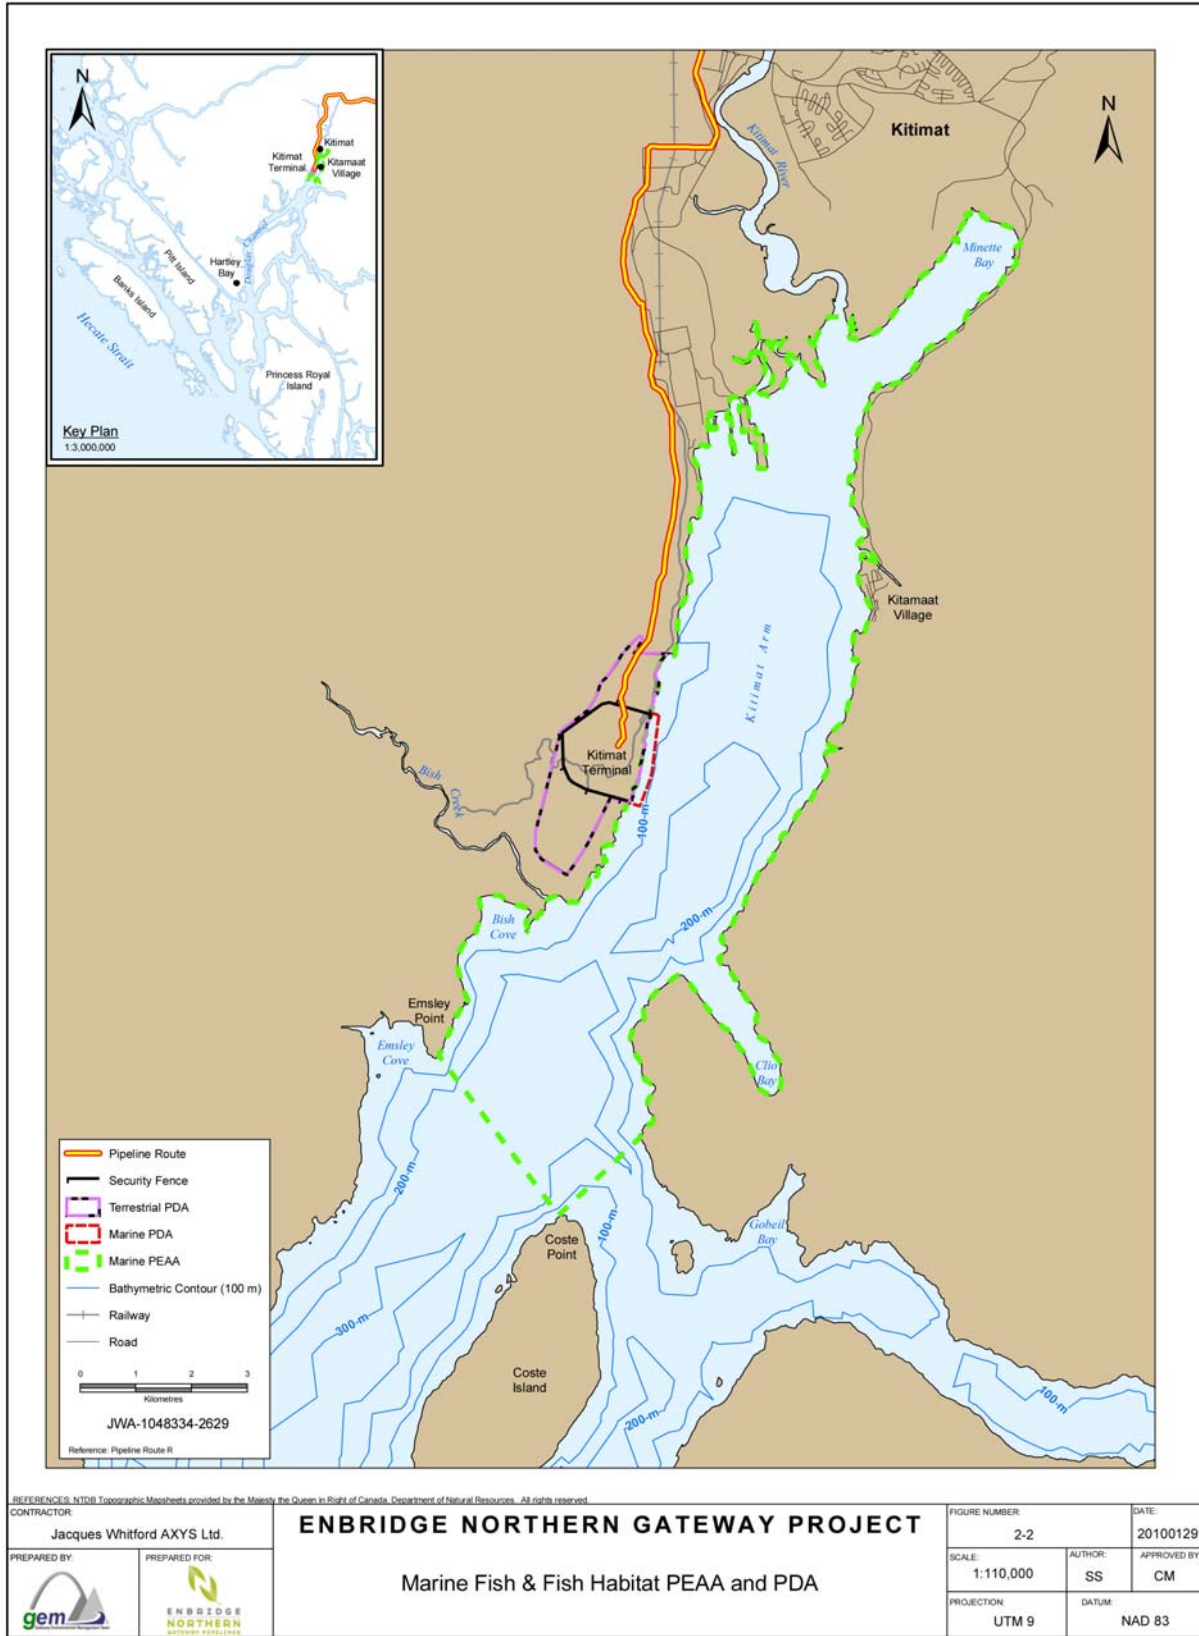 N
Kitimat
Kitimat
Terminal
Kitamaat
Village
Hartley
Bay
Douglas Channel
Pitt Island
Banks Island
Hecate Strait
Princess Royal
Island
Key Plan
1:3,000,000
N
Kitimat
Kitimat River
Minette
Bay
Kitamaat
Village
Kitimat Arm
Kitimat
Terminal
Bish
Creek
100-m
200-m
Bish
Cove
Emsley
Point
Emsley
Cove
Clio
Bay
200-m
Coste
Point
100-m
Gobeil
Bay
300-m
Coste
Island
200-m
100-m
Pipeline Route
Security Fence
Terrestrial PDA
Marine PDA
Marine PEAA
Bathymetric Contour (100 m)
Railway
Road
0 1 2 3
Kilometres
JWA-1048334-2629
Reference: Pipeline Route R
REFERENCES: NTDB Topographic Mapsheets provided by the Majesty the Queen in Right of Canada, Department of Natural Resources. All rights reserved.
CONTRACTOR:
Jacques Whitford AXYS Ltd.
PREPARED BY:
gem
Gateway Environmental Management Team
PREPARED FOR:
ENBRIDGE
NORTHERN
GATEWAY PIPELINES
ENBRIDGE NORTHERN GATEWAY PROJECT
Marine Fish & Fish Habitat PEAA and PDA
FIGURE NUMBER:
2-2
DATE:
20100129
SCALE:
1:110,000
AUTHOR:
SS
APPROVED BY:
CM
PROJECTION:
UTM 9
DATUM:
NAD 83